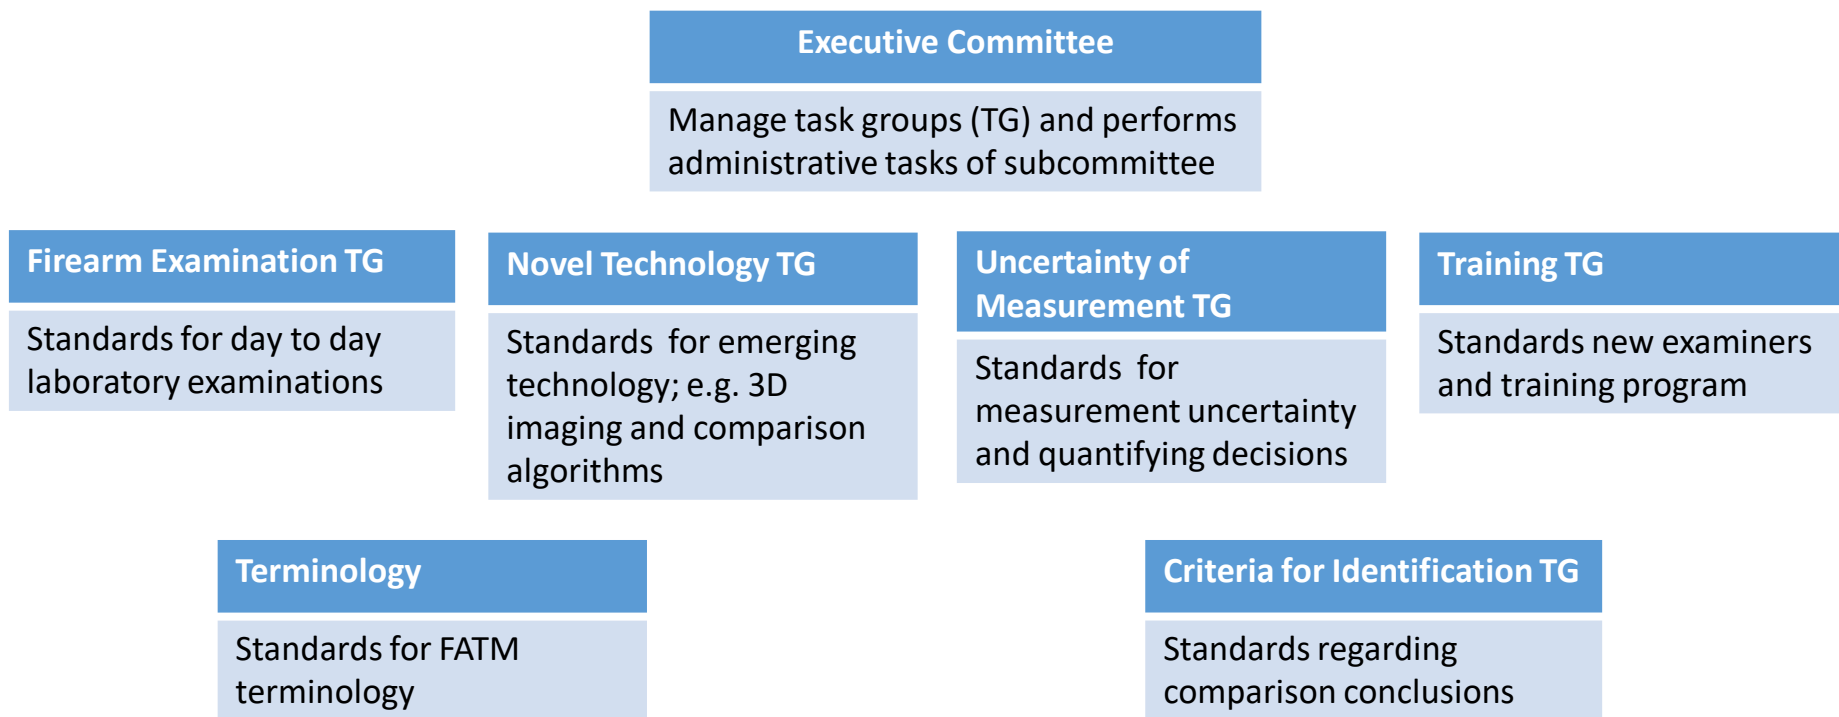 Executive Committee
Manage task groups (TG) and performs
administrative tasks of subcommittee
Firearm Examination TG
Standards for day to day
laboratory examinations
Novel Technology TG
Standards for emerging
technology; e.g. 3D
imaging and comparison
algorithms
Uncertainty of
Measurement TG
Standards for
measurement uncertainty
and quantifying decisions
Training TG
Standards new examiners
and training program
Terminology
Standards for FATM
terminology
Criteria for Identification TG
Standards regarding
comparison conclusions